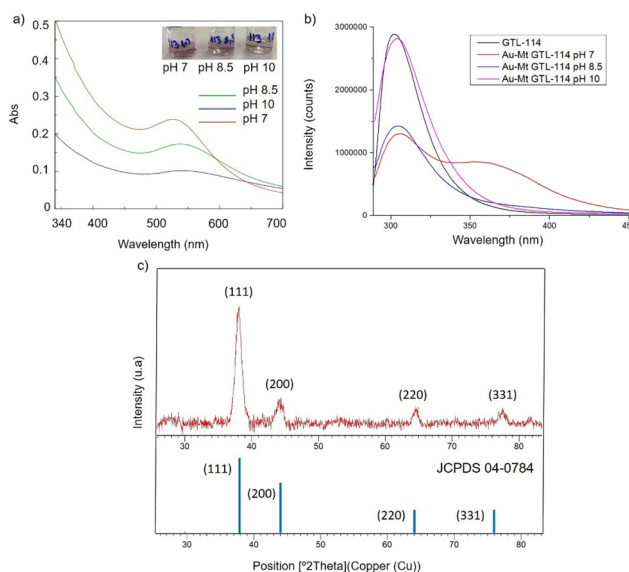 a)
Abs
0.5
0.4
0.3
0.2
0.1
0
340
400
500
600
700
Wavelength (nm)
pH 7
pH 8.5
pH 10
pH 8.5
pH 10
pH 7
b)
Intensity (counts)
3000000
2000000
1000000
0
300
350
400
Wavelength (nm)
GTL-114
Au-Mt GTL-114 pH 7
Au-Mt GTL-114 pH 8.5
Au-Mt GTL-114 pH 10
c)
Intensity (u.a)
(111)
(200)
(220)
(331)
30
40
50
60
70
80
JCPDS 04-0784
(111)
(200)
(220)
(331)
30
40
50
60
70
80
Position [º2Theta](Copper (Cu))